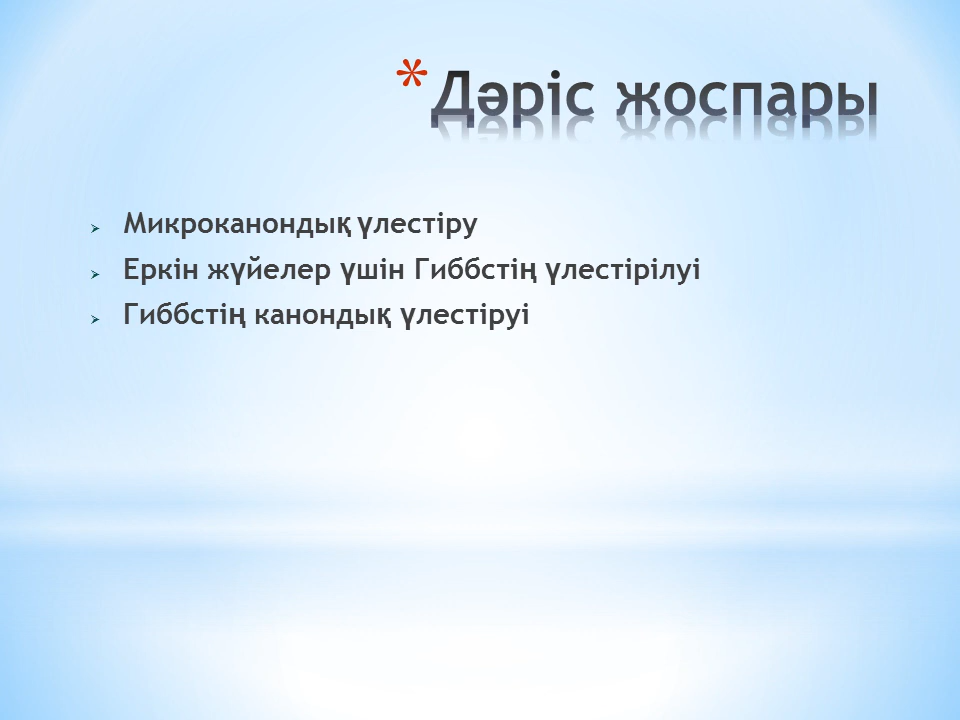 * Дәріс жоспары
➢ Микроканондық үлестіру
➢ Еркін жүйелер үшін Гиббстің үлестірілуі
➢ Гиббстің канондық үлестіруі